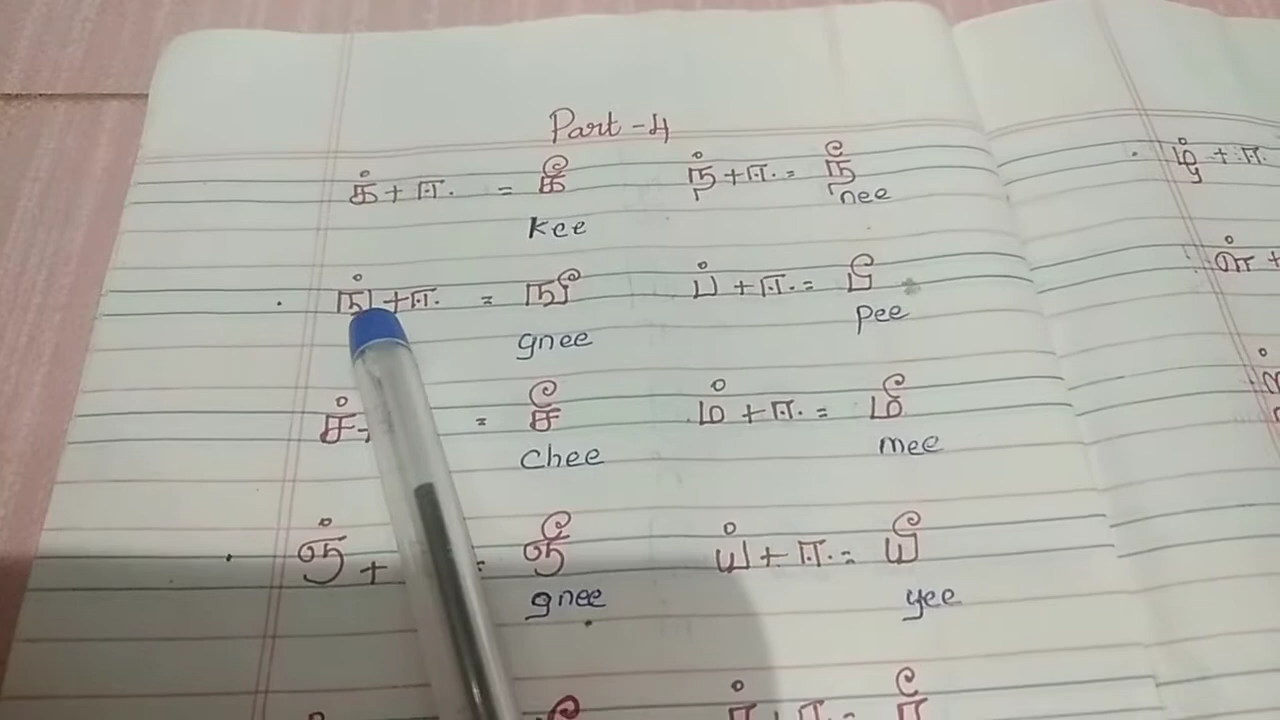 Part - 4
க் + ஈ = கீ
kee
ங் + ஈ = ஙீ
gnee
ச் + = சீ
chee
ஞ் + = ஞீ
gnee
ந் + ஈ = நீ
nee
ப் + ஈ = பீ
pee
ம் + ஈ = மீ
mee
ய் + ஈ = யீ
yee
ர் + ஈ = ரீ
ழ் + ஈ